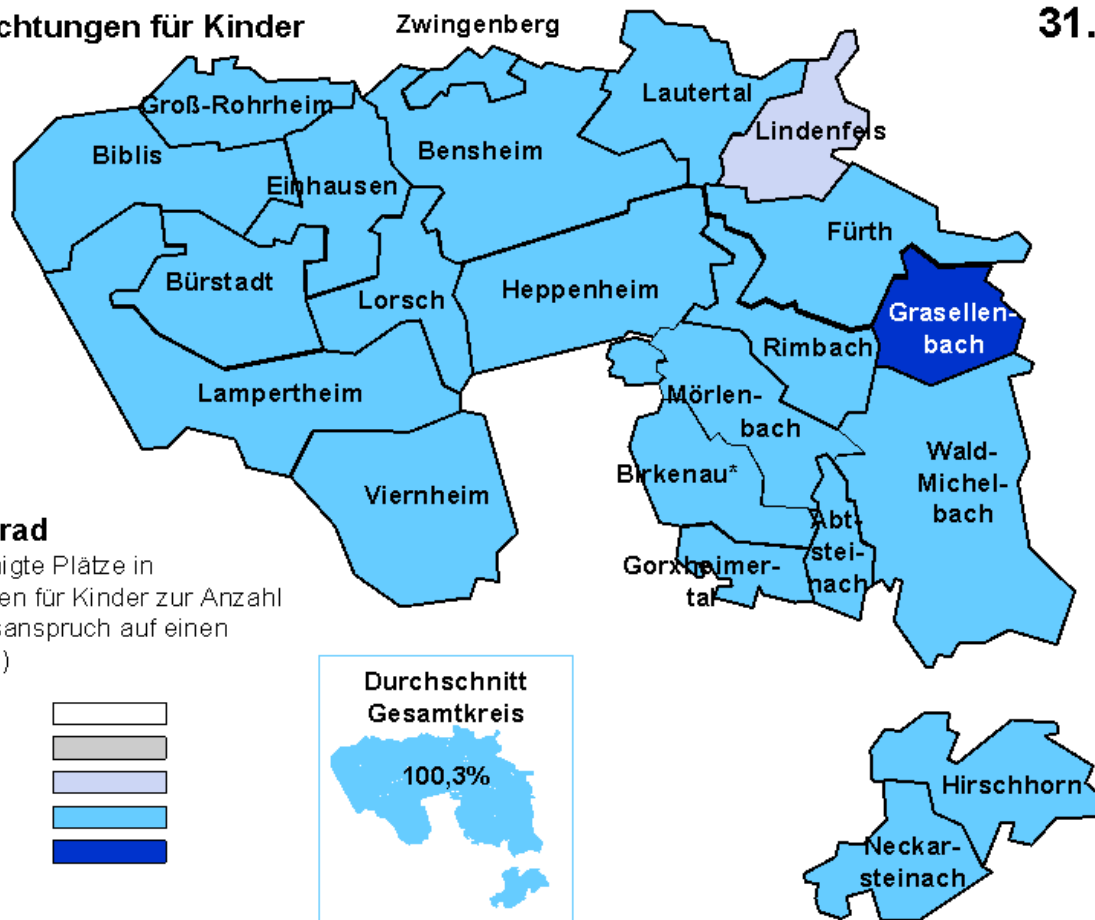 chtungen für Kinder
31.
Zwingenberg
Lautertal
Groß-Rohrheim
Lindenfels
Biblis
Bensheim
Einhausen
Fürth
Bürstadt
Lorsch
Heppenheim
Grasellen-
bach
Rimbach
Lampertheim
Mörlen-
bach
Wald-
Michel-
bach
Birkenau*
Viernheim
Abt-
stei-
nach
Gorxheimer-
tal
rad
igte Plätze in
en für Kinder zur Anzahl
sanspruch auf einen
)
Durchschnitt
Gesamtkreis
100,3%
Hirschhorn
Neckar-
steinach